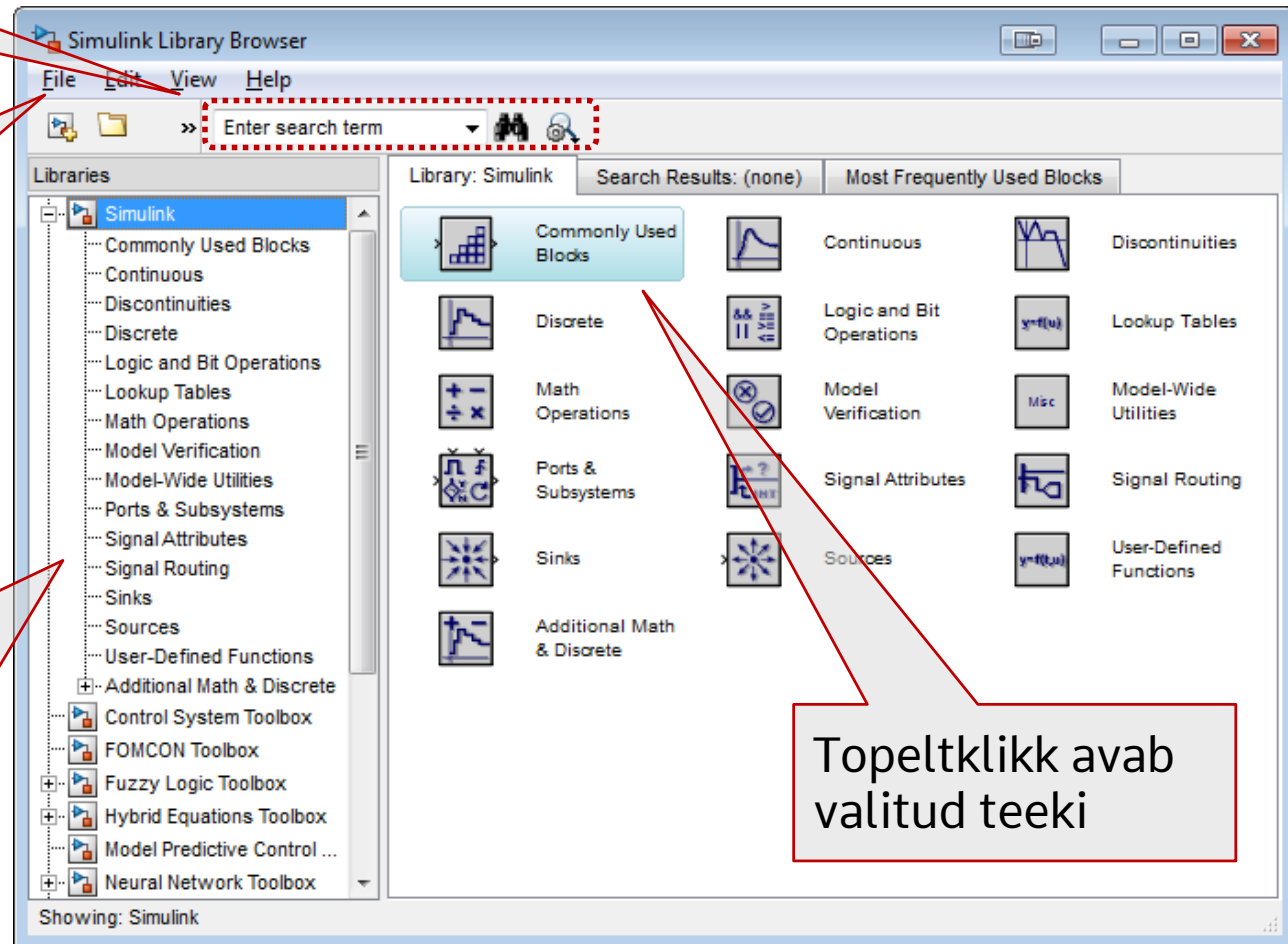 Simulink Library Browser
File Edit View Help
» Enter search term
Libraries
Simulink
Commonly Used Blocks
Continuous
Discontinuities
Discrete
Logic and Bit Operations
Lookup Tables
Math Operations
Model Verification
Model-Wide Utilities
Ports & Subsystems
Signal Attributes
Signal Routing
Sinks
Sources
User-Defined Functions
Additional Math & Discrete
Control System Toolbox
FOMCON Toolbox
Fuzzy Logic Toolbox
Hybrid Equations Toolbox
Model Predictive Control ...
Neural Network Toolbox
Library: Simulink
Search Results: (none)
Most Frequently Used Blocks
Commonly Used
Blocks
Continuous
Discontinuities
Discrete
&& >
|| >=
<=
Logic and Bit
Operations
y=f(u)
Lookup Tables
+ −
÷ ×
Math
Operations
Model
Verification
Misc
Model-Wide
Utilities
Ports &
Subsystems
Signal Attributes
Signal Routing
Sinks
Sources
y=f(t,u)
User-Defined
Functions
Additional Math
& Discrete
Topeltklikk avab
valitud teeki
Showing: Simulink